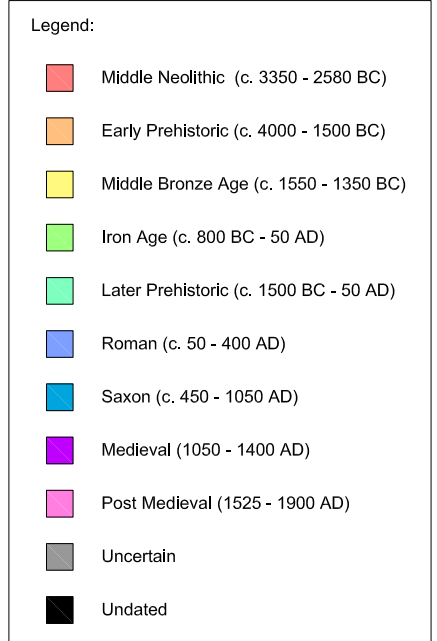 Legend:
Middle Neolithic (c. 3350 - 2580 BC)
Early Prehistoric (c. 4000 - 1500 BC)
Middle Bronze Age (c. 1550 - 1350 BC)
Iron Age (c. 800 BC - 50 AD)
Later Prehistoric (c. 1500 BC - 50 AD)
Roman (c. 50 - 400 AD)
Saxon (c. 450 - 1050 AD)
Medieval (1050 - 1400 AD)
Post Medieval (1525 - 1900 AD)
Uncertain
Undated